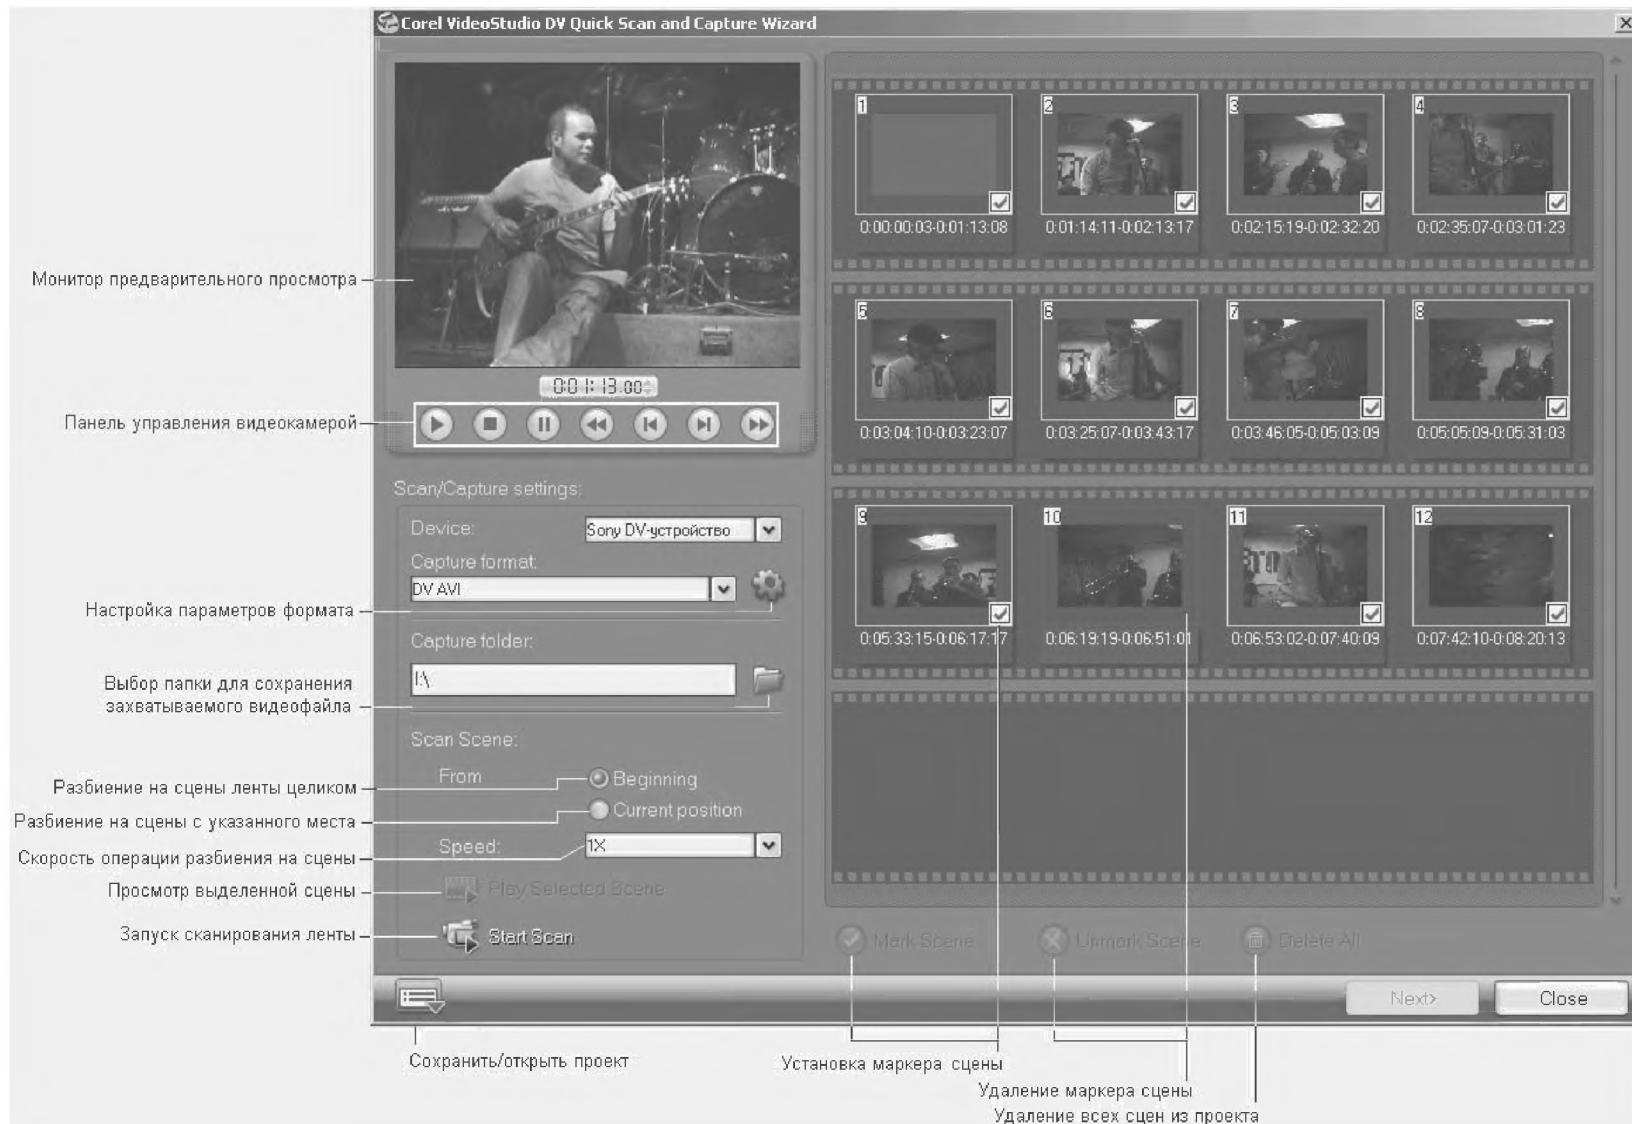 Corel VideoStudio DV Quick Scan and Capture Wizard
Монитор предварительного просмотра
00:01:13.00
Панель управления видеокамерой
Scan/Capture settings:
Device:
Sony DV-устройство
Capture format:
DV AVI
Настройка параметров формата
Capture folder:
I:\
Выбор папки для сохранения
захватываемого видеофайла
Scan Scene:
From
Beginning
Разбиение на сцены ленты целиком
Current position
Разбиение на сцены с указанного места
Speed:
1X
Скорость операции разбиения на сцены
Play Selected Scene
Просмотр выделенной сцены
Start Scan
Запуск сканирования ленты
1
2
3
4
0:00:00:03-0:01:13:08
0:01:14:11-0:02:13:17
0:02:15:19-0:02:32:20
0:02:35:07-0:03:01:23
5
6
7
8
0:03:04:10-0:03:23:07
0:03:25:07-0:03:43:17
0:03:46:05-0:05:03:09
0:05:05:09-0:05:31:03
9
10
11
12
0:05:33:15-0:06:17:17
0:06:19:19-0:06:51:01
0:06:53:02-0:07:40:09
0:07:42:10-0:08:20:13
Mark Scene
Unmark Scene
Delete All
Next>
Close
Сохранить/открыть проект
Установка маркера сцены
Удаление маркера сцены
Удаление всех сцен из проекта